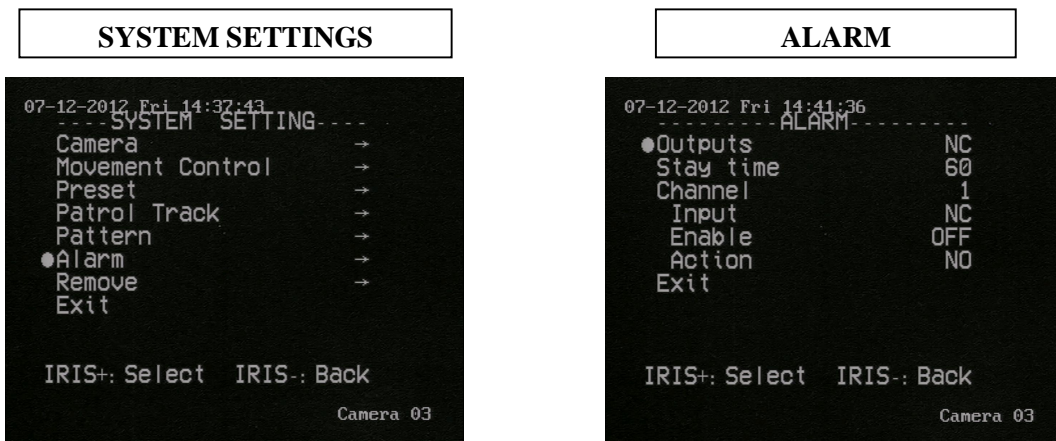 SYSTEM SETTINGS
07-12-2012 Fri 14:37:43
----SYSTEM SETTING----
Camera →
Movement Control →
Preset →
Patrol Track →
Pattern →
●Alarm →
Remove →
Exit
IRIS+: Select IRIS-: Back
Camera 03
ALARM
07-12-2012 Fri 14:41:36
---------ALARM---------
●Outputs NC
Stay time 60
Channel 1
Input NC
Enable OFF
Action NO
Exit
IRIS+: Select IRIS-: Back
Camera 03